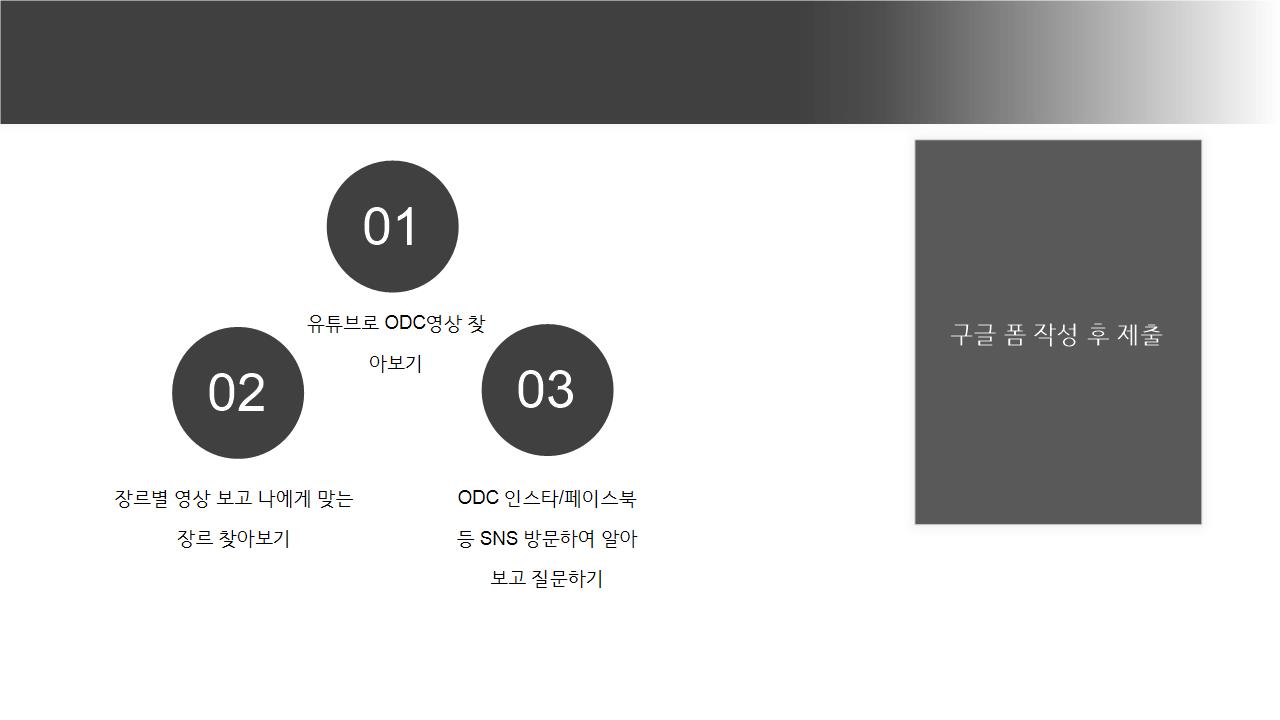 01
유튜브로 ODC영상 찾
아보기
02
장르별 영상 보고 나에게 맞는
장르 찾아보기
03
ODC 인스타/페이스북
등 SNS 방문하여 알아
보고 질문하기
구글 폼 작성 후 제출